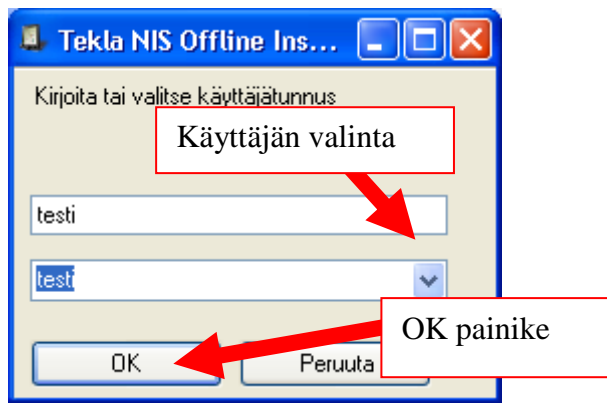 Tekla NIS Offline Ins...
Kirjoita tai valitse käyttäjätunnus
Käyttäjän valinta
testi
testi
OK painike
OK
Peruuta